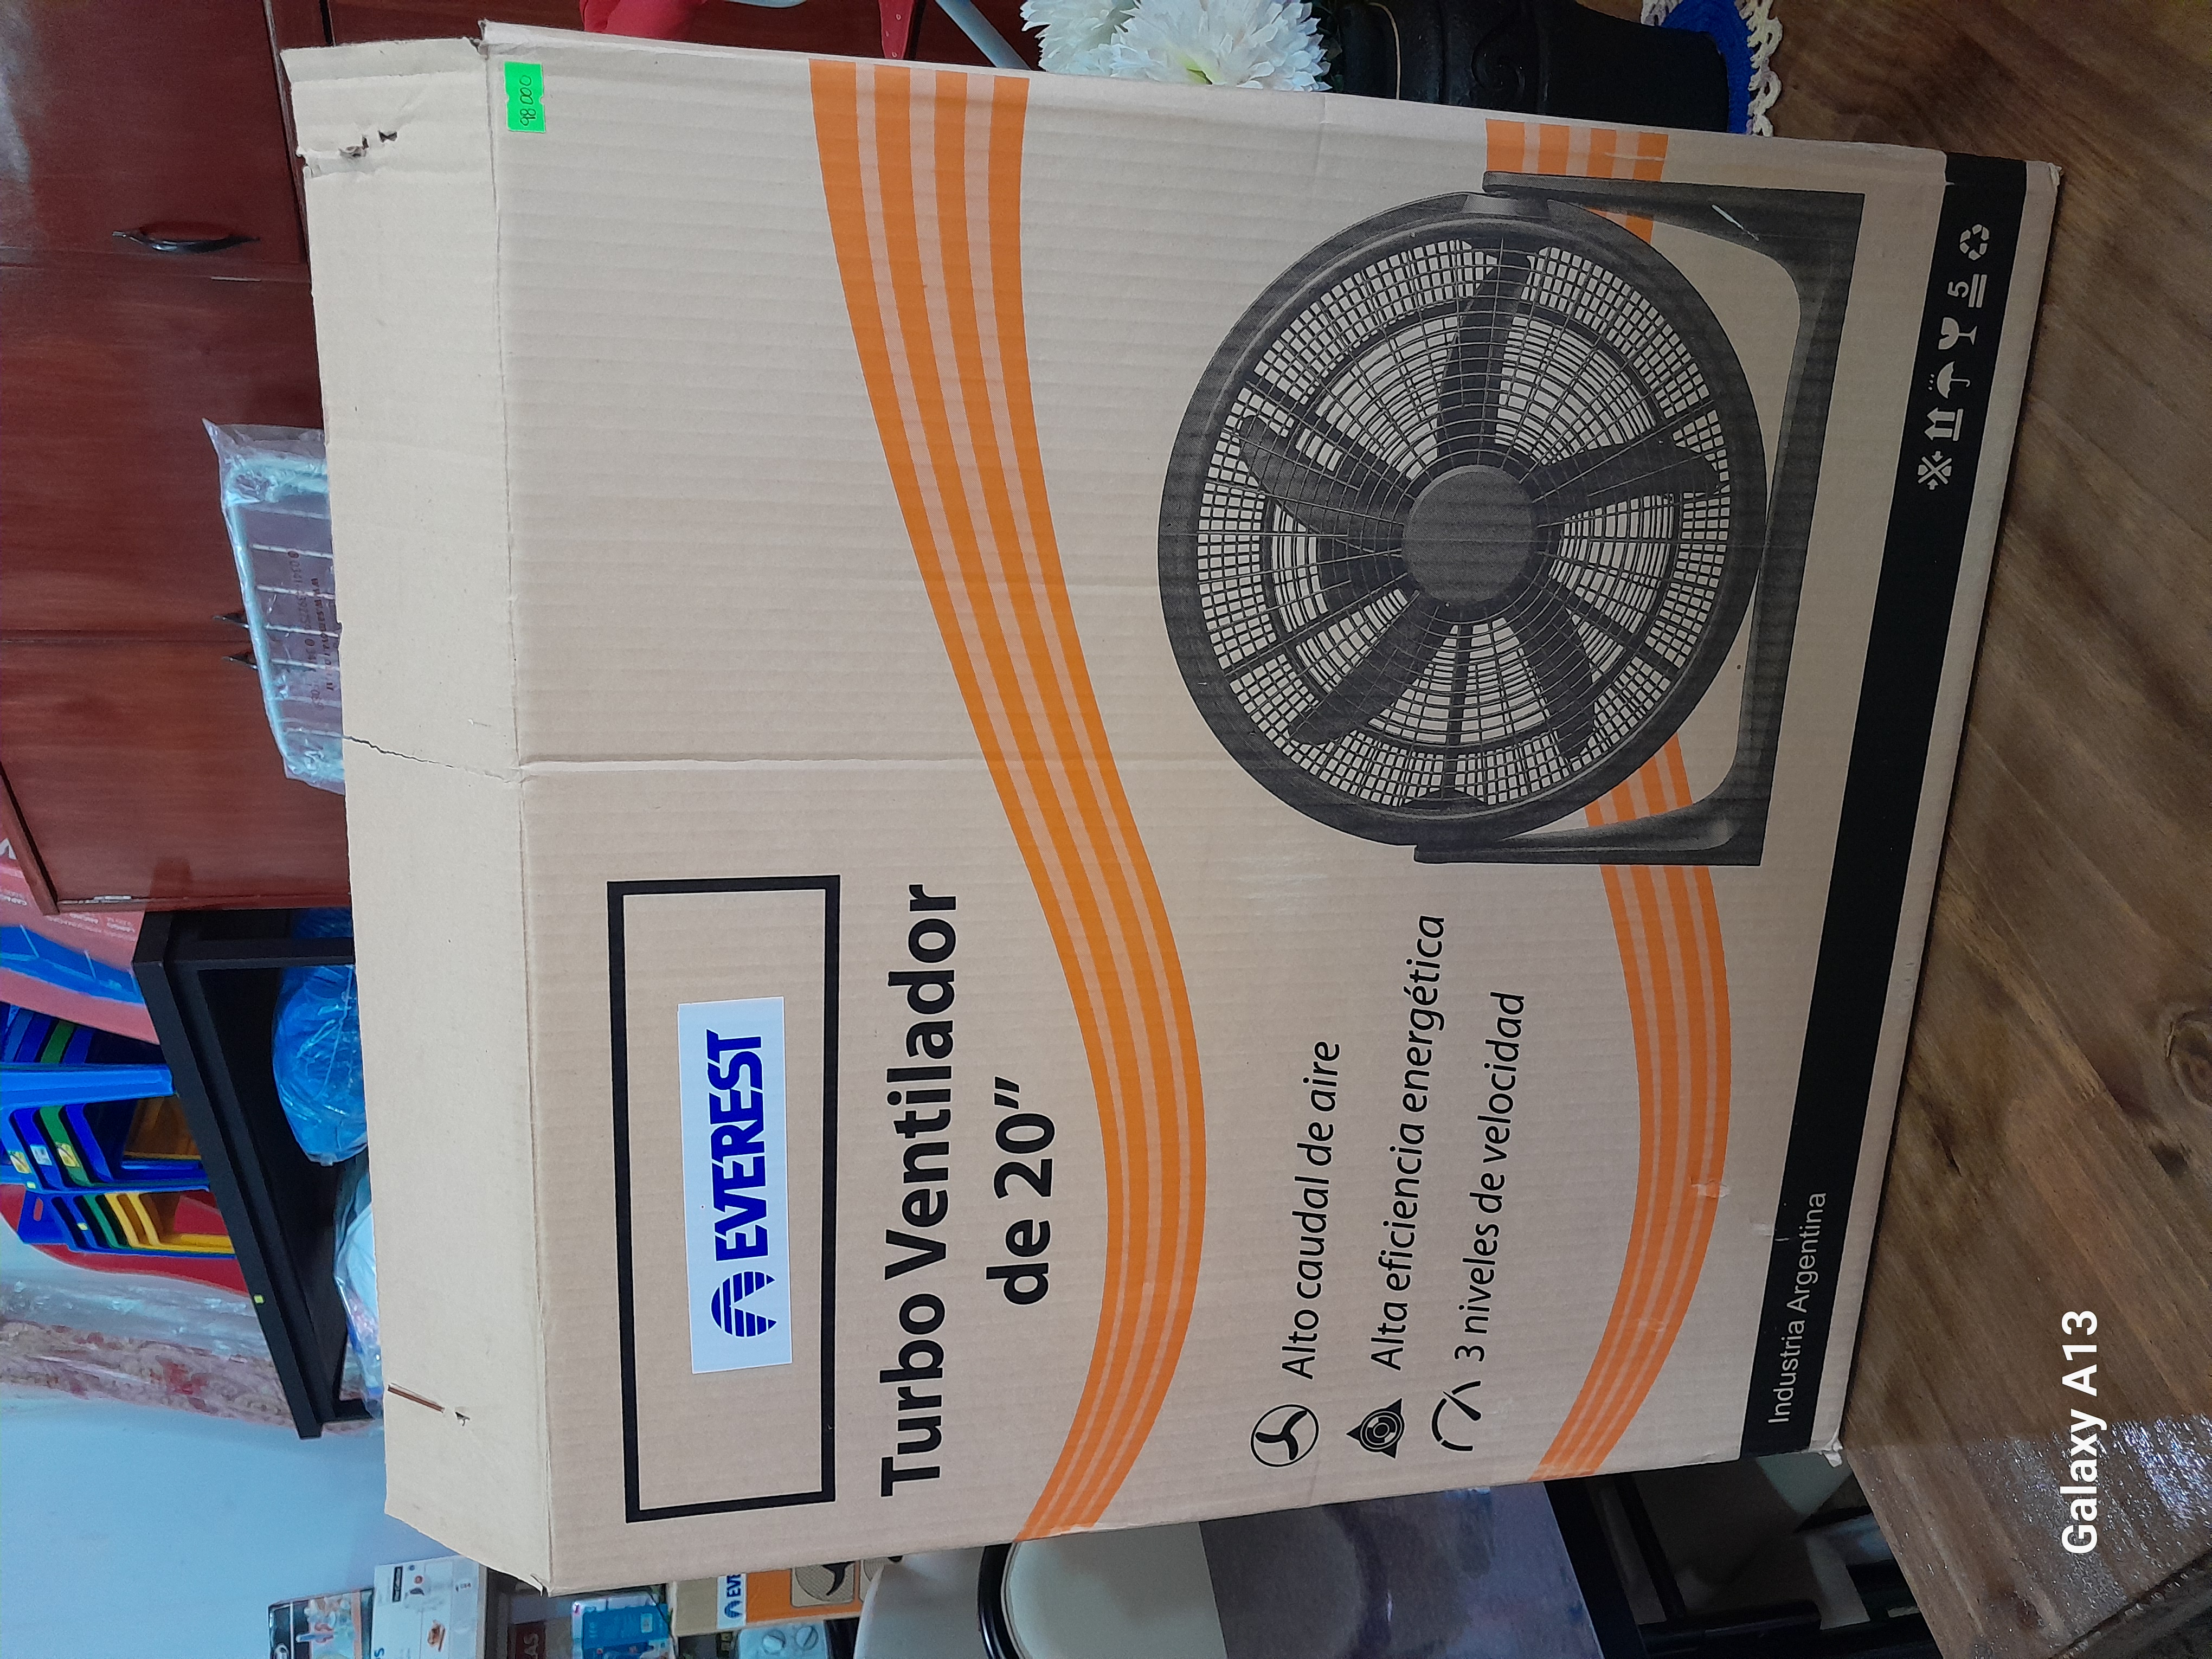 98000
EVEREST
Turbo Ventilador
de 20”
Alto caudal de aire
Alta eficiencia energética
3 niveles de velocidad
Industria Argentina
5
Galaxy A13